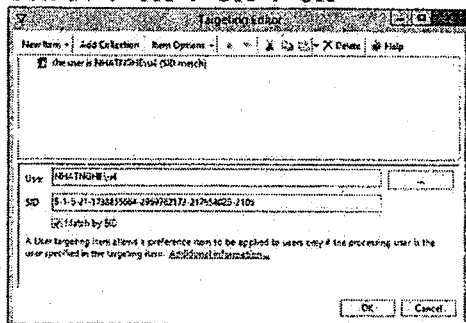 Targeting Editor
New Item Add Collection Item Options Delete Help
the user is NHATNGHE\u4 (SID match)
User NHATNGHE\u4 ...
SID
Match by SID
A User targeting item allows a preference item to be applied to users only if the processing user is the
user specified in the targeting item. Additional information...
OK Cancel